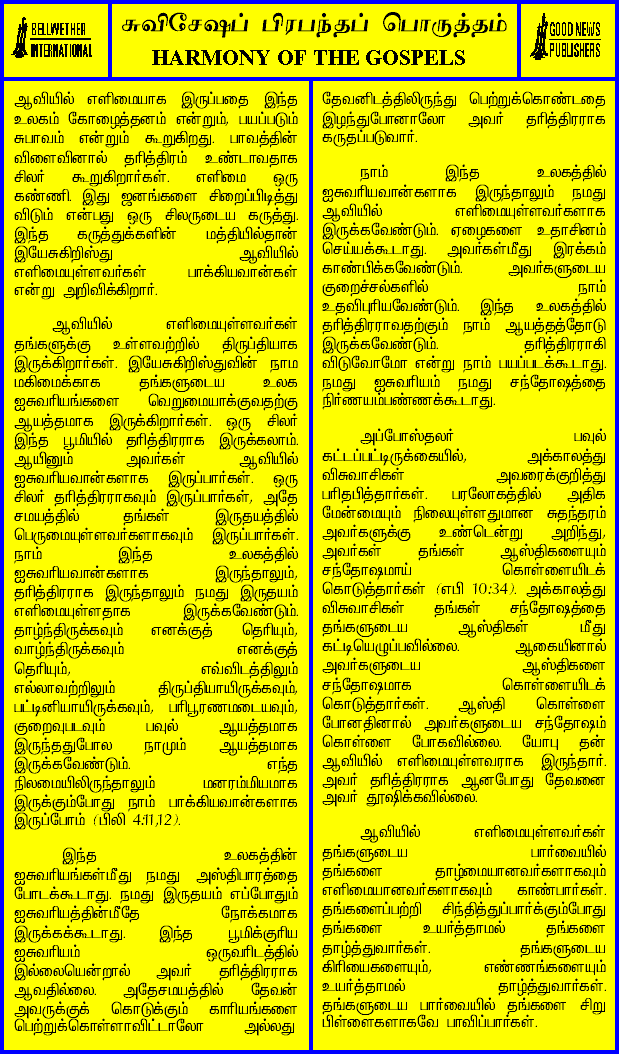 BELLWETHER
INTERNATIONAL
சுவிசேஷப் பிரபந்தப் பொருத்தம்
HARMONY OF THE GOSPELS
GOOD NEWS
PUBLISHERS
ஆவியில் எளிமையாக இருப்பதை இந்த
உலகம் கோழைத்தனம் என்றும், பயப்படும்
சுபாவம் என்றும் கூறுகிறது. பாவத்தின்
விளைவினால் தரித்திரம் உண்டாவதாக
சிலர் கூறுகிறார்கள். எளிமை ஒரு
கண்ணி. இது ஜனங்களை சிறைப்பிடித்து
விடும் என்பது ஒரு சிலருடைய கருத்து.
இந்த கருத்துக்களின் மத்தியில்தான்
இயேசுகிறிஸ்து ஆவியில்
எளிமையுள்ளவர்கள் பாக்கியவான்கள்
என்று அறிவிக்கிறார்.
ஆவியில் எளிமையுள்ளவர்கள்
தங்களுக்கு உள்ளவற்றில் திருப்தியாக
இருக்கிறார்கள். இயேசுகிறிஸ்துவின் நாம
மகிமைக்காக தங்களுடைய உலக
ஐசுவரியங்களை வெறுமையாக்குவதற்கு
ஆயத்தமாக இருக்கிறார்கள். ஒரு சிலர்
இந்த பூமியில் தரித்திரராக இருக்கலாம்.
ஆயினும் அவர்கள் ஆவியில்
ஐசுவரியவான்களாக இருப்பார்கள். ஒரு
சிலர் தரித்திரராகவும் இருப்பார்கள், அதே
சமயத்தில் தங்கள் இருதயத்தில்
பெருமையுள்ளவர்களாகவும் இருப்பார்கள்.
நாம் இந்த உலகத்தில்
ஐசுவரியவான்களாக இருந்தாலும்,
தரித்திரராக இருந்தாலும் நமது இருதயம்
எளிமையுள்ளதாக இருக்கவேண்டும்.
தாழ்ந்திருக்கவும் எனக்குத் தெரியும்,
வாழ்ந்திருக்கவும் எனக்குத்
தெரியும், எவ்விடத்திலும்
எல்லாவற்றிலும் திருப்தியாயிருக்கவும்,
பட்டினியாயிருக்கவும், பரிபூரணமடையவும்,
குறைவுபடவும் பவுல் ஆயத்தமாக
இருந்ததுபோல நாமும் ஆயத்தமாக
இருக்கவேண்டும். எந்த
நிலமையிலிருந்தாலும் மனரம்மியமாக
இருக்கும்போது நாம் பாக்கியவான்களாக
இருப்போம் (பிலி 4:11,12).
இந்த உலகத்தின்
ஐசுவரியங்கள்மீது நமது அஸ்திபாரத்தை
போடக்கூடாது. நமது இருதயம் எப்போதும்
ஐசுவரியத்தின்மீதே நோக்கமாக
இருக்கக்கூடாது. இந்த பூமிக்குரிய
ஐசுவரியம் ஒருவரிடத்தில்
இல்லையென்றால் அவர் தரித்திரராக
ஆவதில்லை. அதேசமயத்தில் தேவன்
அவருக்குக் கொடுக்கும் காரியங்களை
பெற்றுக்கொள்ளாவிட்டாலோ அல்லது
தேவனிடத்திலிருந்து பெற்றுக்கொண்டதை
இழந்துபோனாலோ அவர் தரித்திரராக
கருதப்படுவார்.
நாம் இந்த உலகத்தில்
ஐசுவரியவான்களாக இருந்தாலும் நமது
ஆவியில் எளிமையுள்ளவர்களாக
இருக்கவேண்டும். ஏழைகளை உதாசினம்
செய்யக்கூடாது. அவர்கள்மீது இரக்கம்
காண்பிக்கவேண்டும். அவர்களுடைய
குறைச்சல்களில் நாம்
உதவிபுரியவேண்டும். இந்த உலகத்தில்
தரித்திரராவதற்கும் நாம் ஆயத்தத்தோடு
இருக்கவேண்டும். தரித்திரராகி
விடுவோமோ என்று நாம் பயப்படக்கூடாது.
நமது ஐசுவரியம் நமது சந்தோஷத்தை
நிர்ணயம்பண்ணக்கூடாது.
அப்போஸ்தலர் பவுல்
கட்டப்பட்டிருக்கையில், அக்காலத்து
விசுவாசிகள் அவரைக்குறித்து
பரிதபித்தார்கள். பரலோகத்தில் அதிக
மேன்மையும் நிலையுள்ளதுமான சுதந்தரம்
அவர்களுக்கு உண்டென்று அறிந்து,
அவர்கள் தங்கள் ஆஸ்திகளையும்
சந்தோஷமாய் கொள்ளையிடக்
கொடுத்தார்கள் (எபி 10:34). அக்காலத்து
விசுவாசிகள் தங்கள் சந்தோஷத்தை
தங்களுடைய ஆஸ்திகள் மீது
கட்டியெழுப்பவில்லை. ஆகையினால்
அவர்களுடைய ஆஸ்திகளை
சந்தோஷமாக கொள்ளையிடக்
கொடுத்தார்கள். ஆஸ்தி கொள்ளை
போனதினால் அவர்களுடைய சந்தோஷம்
கொள்ளை போகவில்லை. யோபு தன்
ஆவியில் எளிமையுள்ளவராக இருந்தார்.
அவர் தரித்திரராக ஆனபோது தேவனை
அவர் தூஷிக்கவில்லை.
ஆவியில் எளிமையுள்ளவர்கள்
தங்களுடைய பார்வையில்
தங்களை தாழ்மையானவர்களாகவும்
எளிமையானவர்களாகவும் காண்பார்கள்.
தங்களைப்பற்றி சிந்தித்துப்பார்க்கும்போது
தங்களை உயர்த்தாமல் தங்களை
தாழ்த்துவார்கள். தங்களுடைய
கிரியைகளையும், எண்ணங்களையும்
உயர்த்தாமல் தாழ்த்துவார்கள்.
தங்களுடைய பார்வையில் தங்களை சிறு
பிள்ளைகளாகவே பாவிப்பார்கள்.